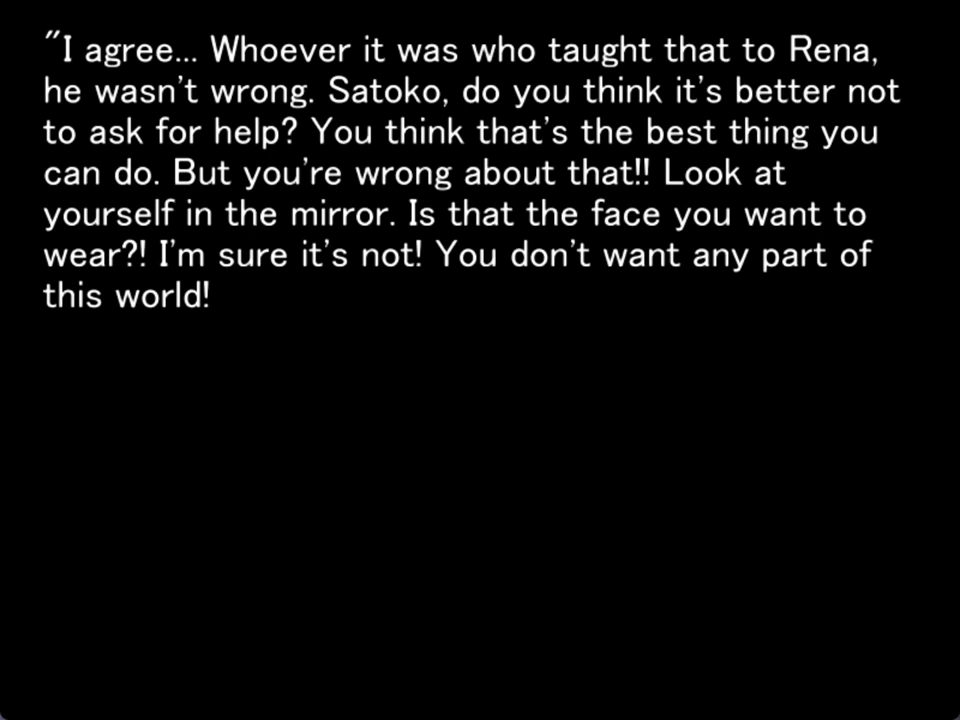 "I agree... Whoever it was who taught that to Rena,
he wasn't wrong. Satoko, do you think it's better not
to ask for help? You think that's the best thing you
can do. But you're wrong about that!! Look at
yourself in the mirror. Is that the face you want to
wear?! I'm sure it's not! You don't want any part of
this world!